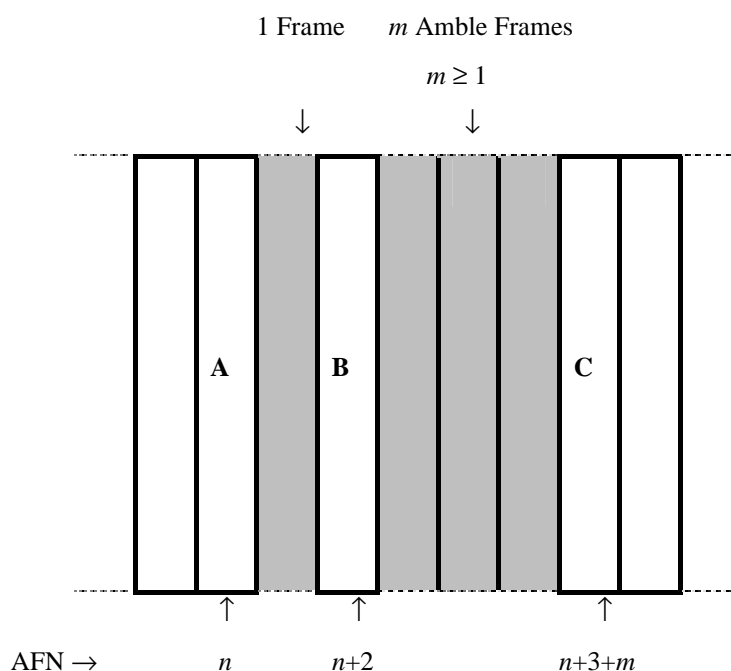 1 Frame m Amble Frames
m ≥ 1
↓ ↓
A B C
↑ ↑ ↑
AFN → n n+2 n+3+m